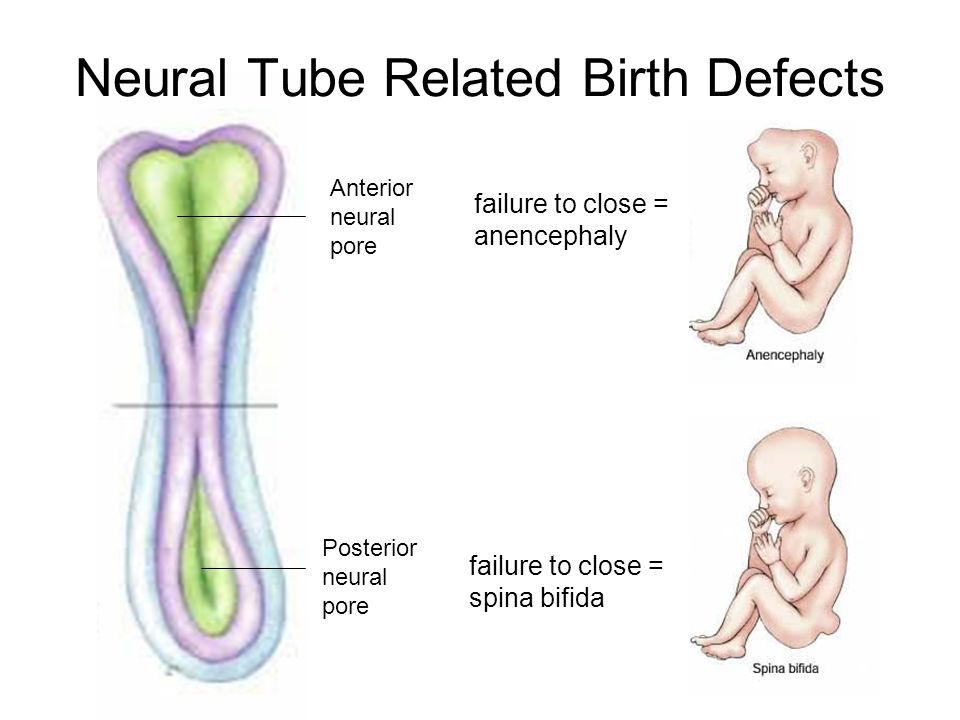 Neural Tube Related Birth Defects
Anterior
neural
pore
failure to close =
anencephaly
Anencephaly
Posterior
neural
pore
failure to close =
spina bifida
Spina bifida